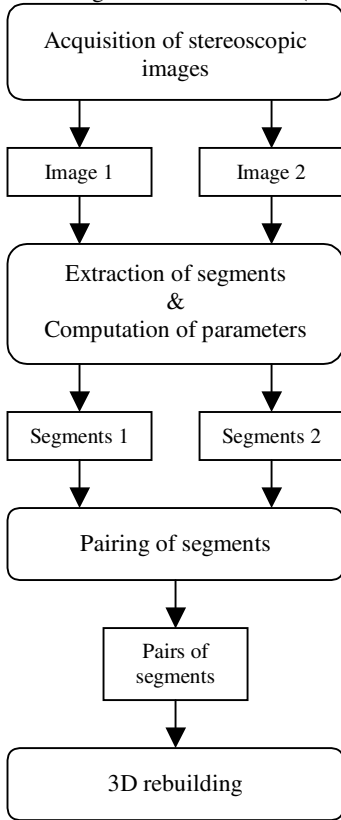 Acquisition of stereoscopic
images
Image 1
Image 2
Extraction of segments
&
Computation of parameters
Segments 1
Segments 2
Pairing of segments
Pairs of
segments
3D rebuilding